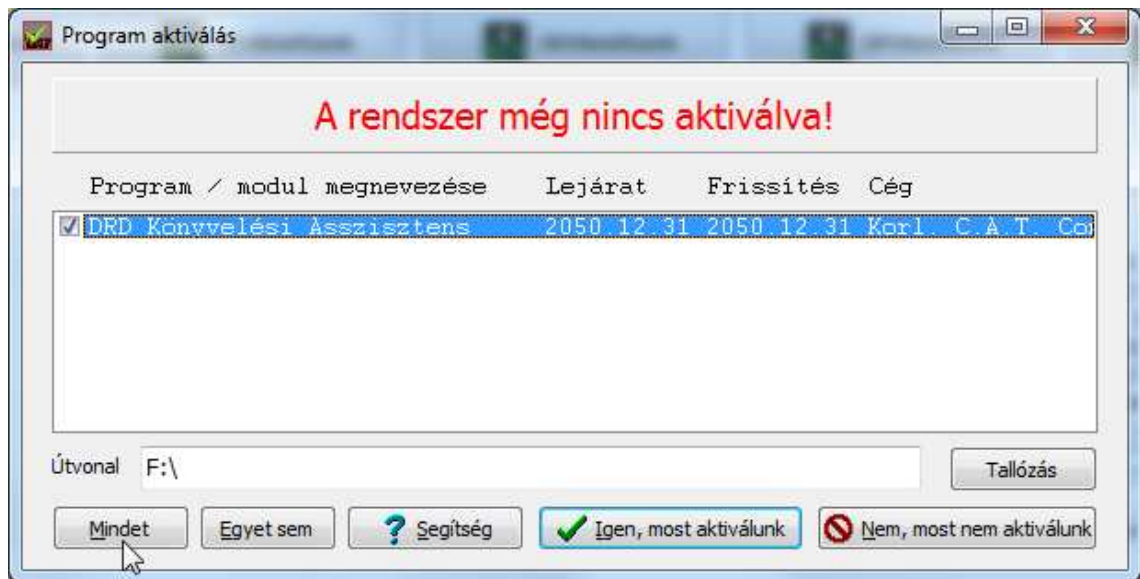 Program aktiválás
A rendszer még nincs aktiválva!
Program / modul megnevezése Lejárat Frissítés Cég
DRD Könyvelési Asszisztens 2050.12.31 2050.12.31 Korl. C.A.T.
Útvonal F:\ Tallózás
Mindet Egyet sem ? Segítség Igen, most aktiválunk Nem, most nem aktiválunk